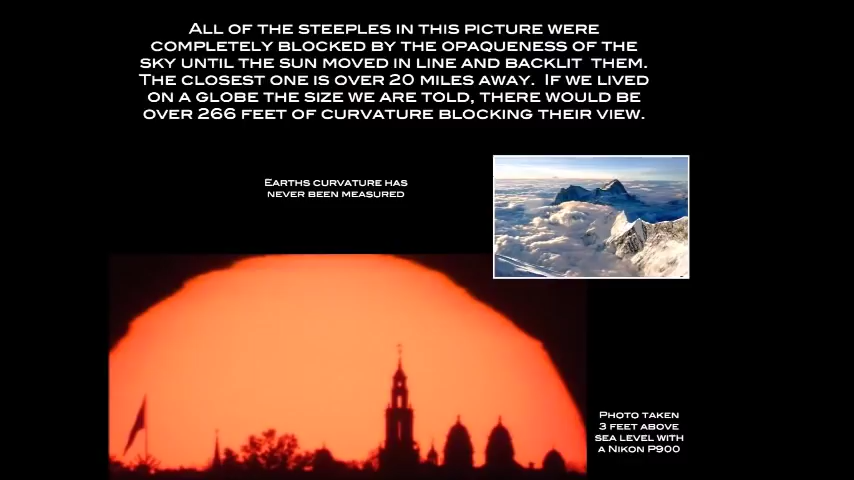 ALL OF THE STEEPLES IN THIS PICTURE WERE
COMPLETELY BLOCKED BY THE OPAQUENESS OF THE
SKY UNTIL THE SUN MOVED IN LINE AND BACKLIT THEM.
THE CLOSEST ONE IS OVER 20 MILES AWAY. IF WE LIVED
ON A GLOBE THE SIZE WE ARE TOLD, THERE WOULD BE
OVER 266 FEET OF CURVATURE BLOCKING THEIR VIEW.
EARTHS CURVATURE HAS
NEVER BEEN MEASURED
PHOTO TAKEN
3 FEET ABOVE
SEA LEVEL WITH
A NIKON P900